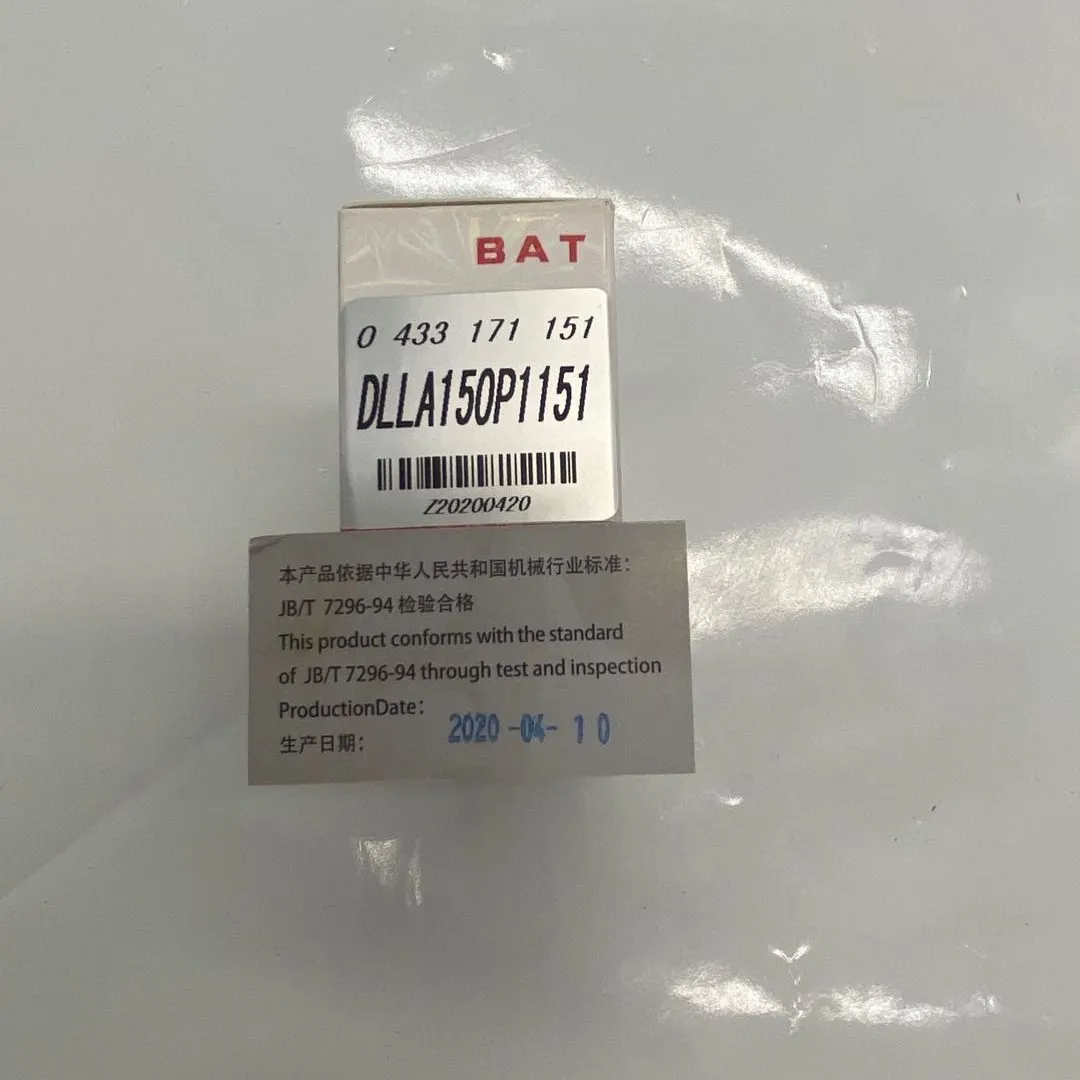 BAT
0 433 171 151
DLLA150P1151
Z20200420
本产品依据中华人民共和国机械行业标准:
JB/T 7296-94 检验合格
This product conforms with the standard
of JB/T 7296-94 through test and inspection
ProductionDate:
生产日期: 2020-04-10